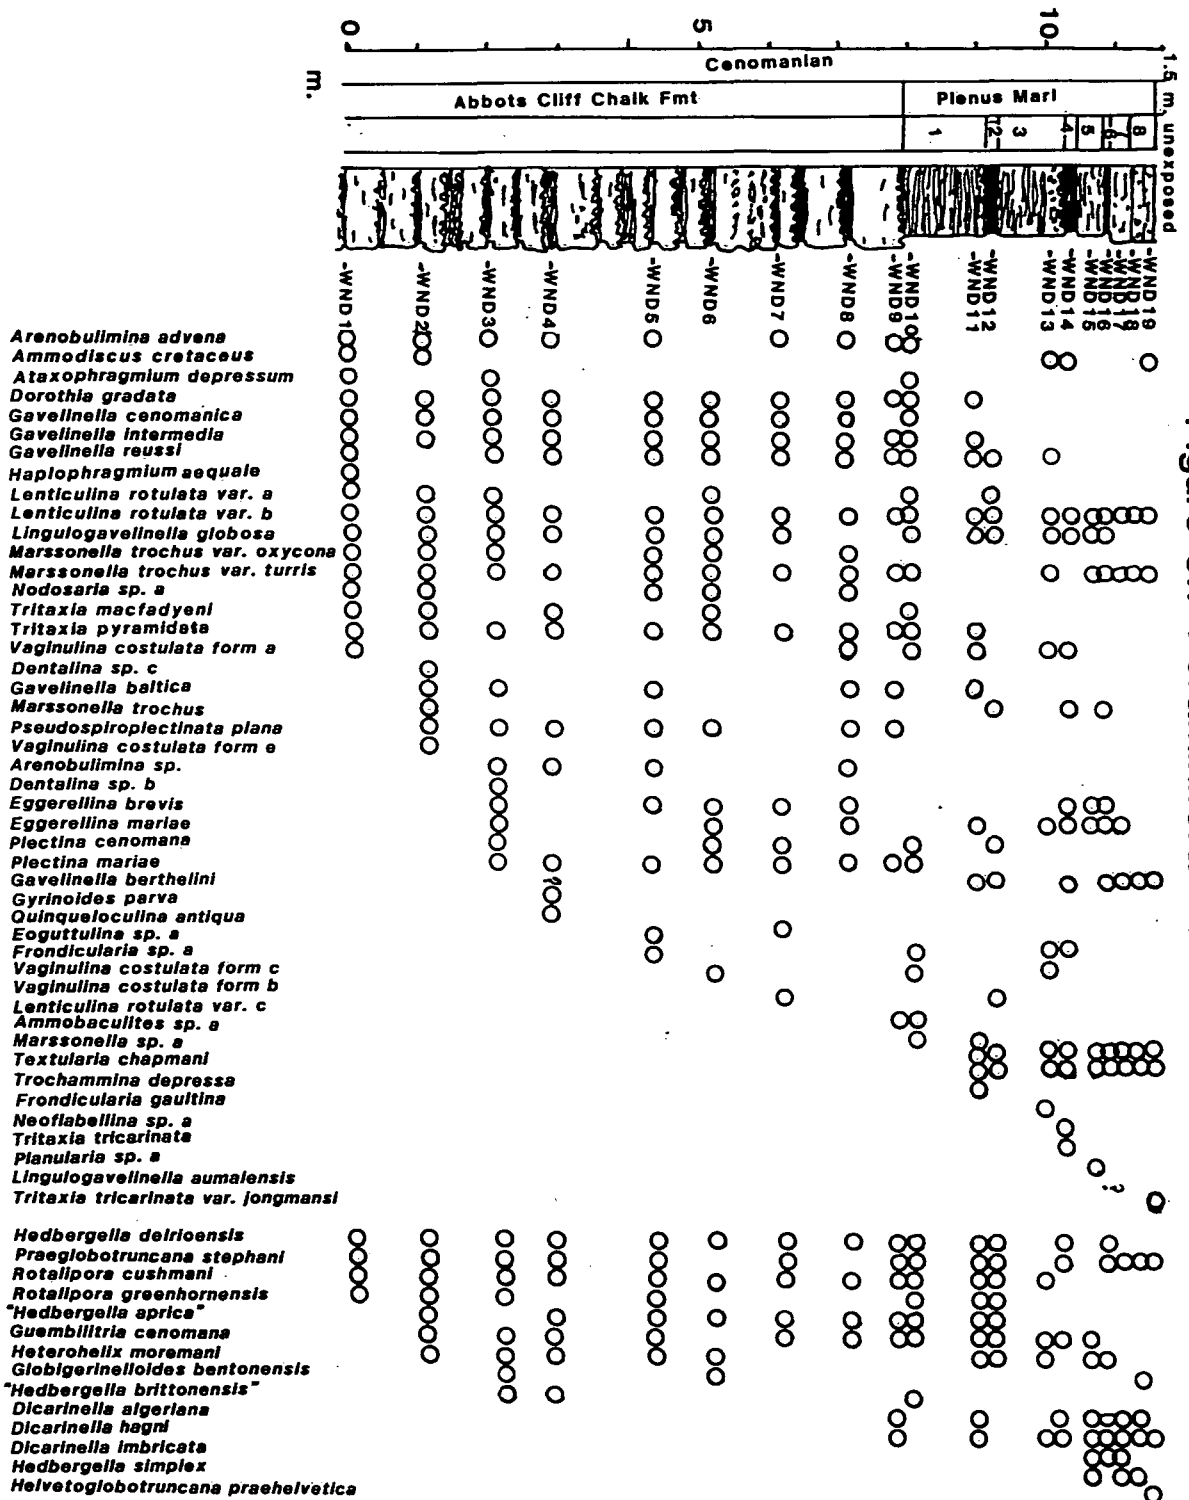 0
5
10
m.
1.5 m. unexposed
Cenomanian
Abbots Cliff Chalk Fmt
Plenus Marl
1
2
3
4
5
6
7
8
-WND1
-WND2
-WND3
-WND4
-WND5
-WND6
-WND7
-WND8
-WND9
-WND10
-WND11
-WND12
-WND13
-WND14
-WND15
-WND16
-WND17
-WND18
-WND19
Arenobulimina advena
Ammodiscus cretaceus
Ataxophragmium depressum
Dorothia gradata
Gavelinella cenomanica
Gavelinella intermedia
Gavelinella reussi
Haplophragmium aequale
Lenticulina rotulata var. a
Lenticulina rotulata var. b
Lingulogavelinella globosa
Marssonella trochus var. oxycona
Marssonella trochus var. turris
Nodosaria sp. a
Tritaxia macfadyeni
Tritaxia pyramidata
Vaginulina costulata form a
Dentalina sp. c
Gavelinella baltica
Marssonella trochus
Pseudospiroplectinata plana
Vaginulina costulata form e
Arenobulimina sp.
Dentalina sp. b
Eggerellina brevis
Eggerellina mariae
Plectina cenomana
Plectina mariae
Gavelinella berthelini
?
Gyrinoides parva
Quinqueloculina antiqua
Eoguttulina sp. a
Frondicularia sp. a
Vaginulina costulata form c
Vaginulina costulata form b
Lenticulina rotulata var. c
Ammobaculites sp. a
Marssonella sp. a
Textularia chapmani
Trochammina depressa
Frondicularia gaultina
Neoflabellina sp. a
Tritaxia tricarinata
Planularia sp. a
Lingulogavelinella aumalensis
?
Tritaxia tricarinata var. jongmansi
Hedbergella delrioensis
Praeglobotruncana stephani
Rotalipora cushmani
Rotalipora greenhornensis
"Hedbergella aprica"
Guembilitria cenomana
Heterohelix moremani
Globigerinelloides bentonensis
"Hedbergella brittonensis"
Dicarinella algeriana
Dicarinella hagni
Dicarinella imbricata
Hedbergella simplex
Helvetoglobotruncana praehelvetica